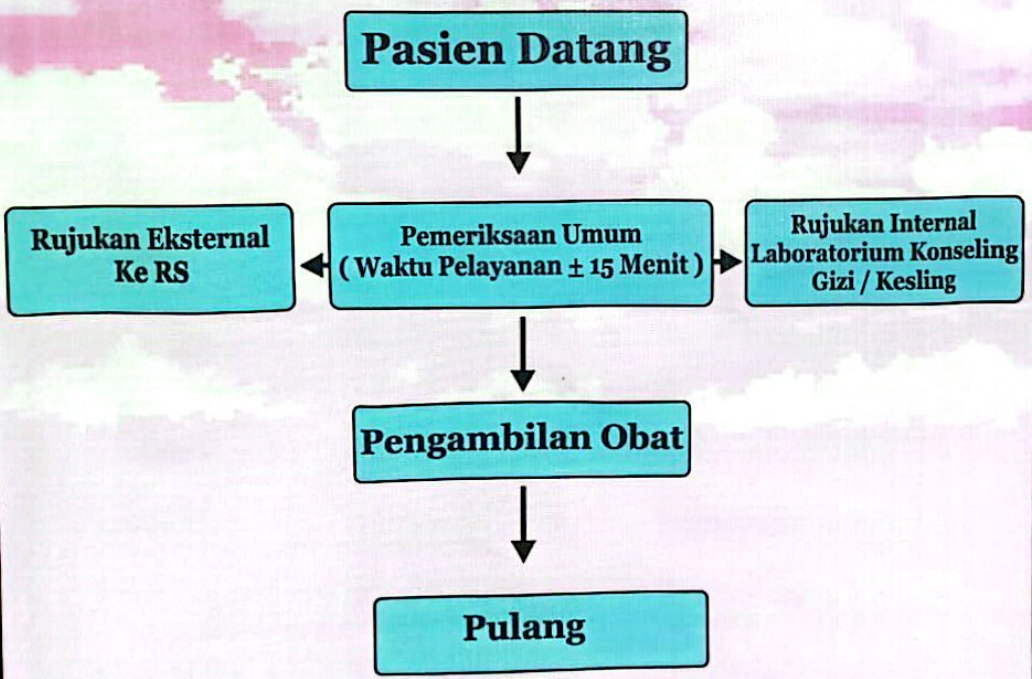 Pasien Datang
Rujukan Eksternal
Ke RS
Pemeriksaan Umum
( Waktu Pelayanan ± 15 Menit )
Rujukan Internal
Laboratorium Konseling
Gizi / Kesling
Pengambilan Obat
Pulang